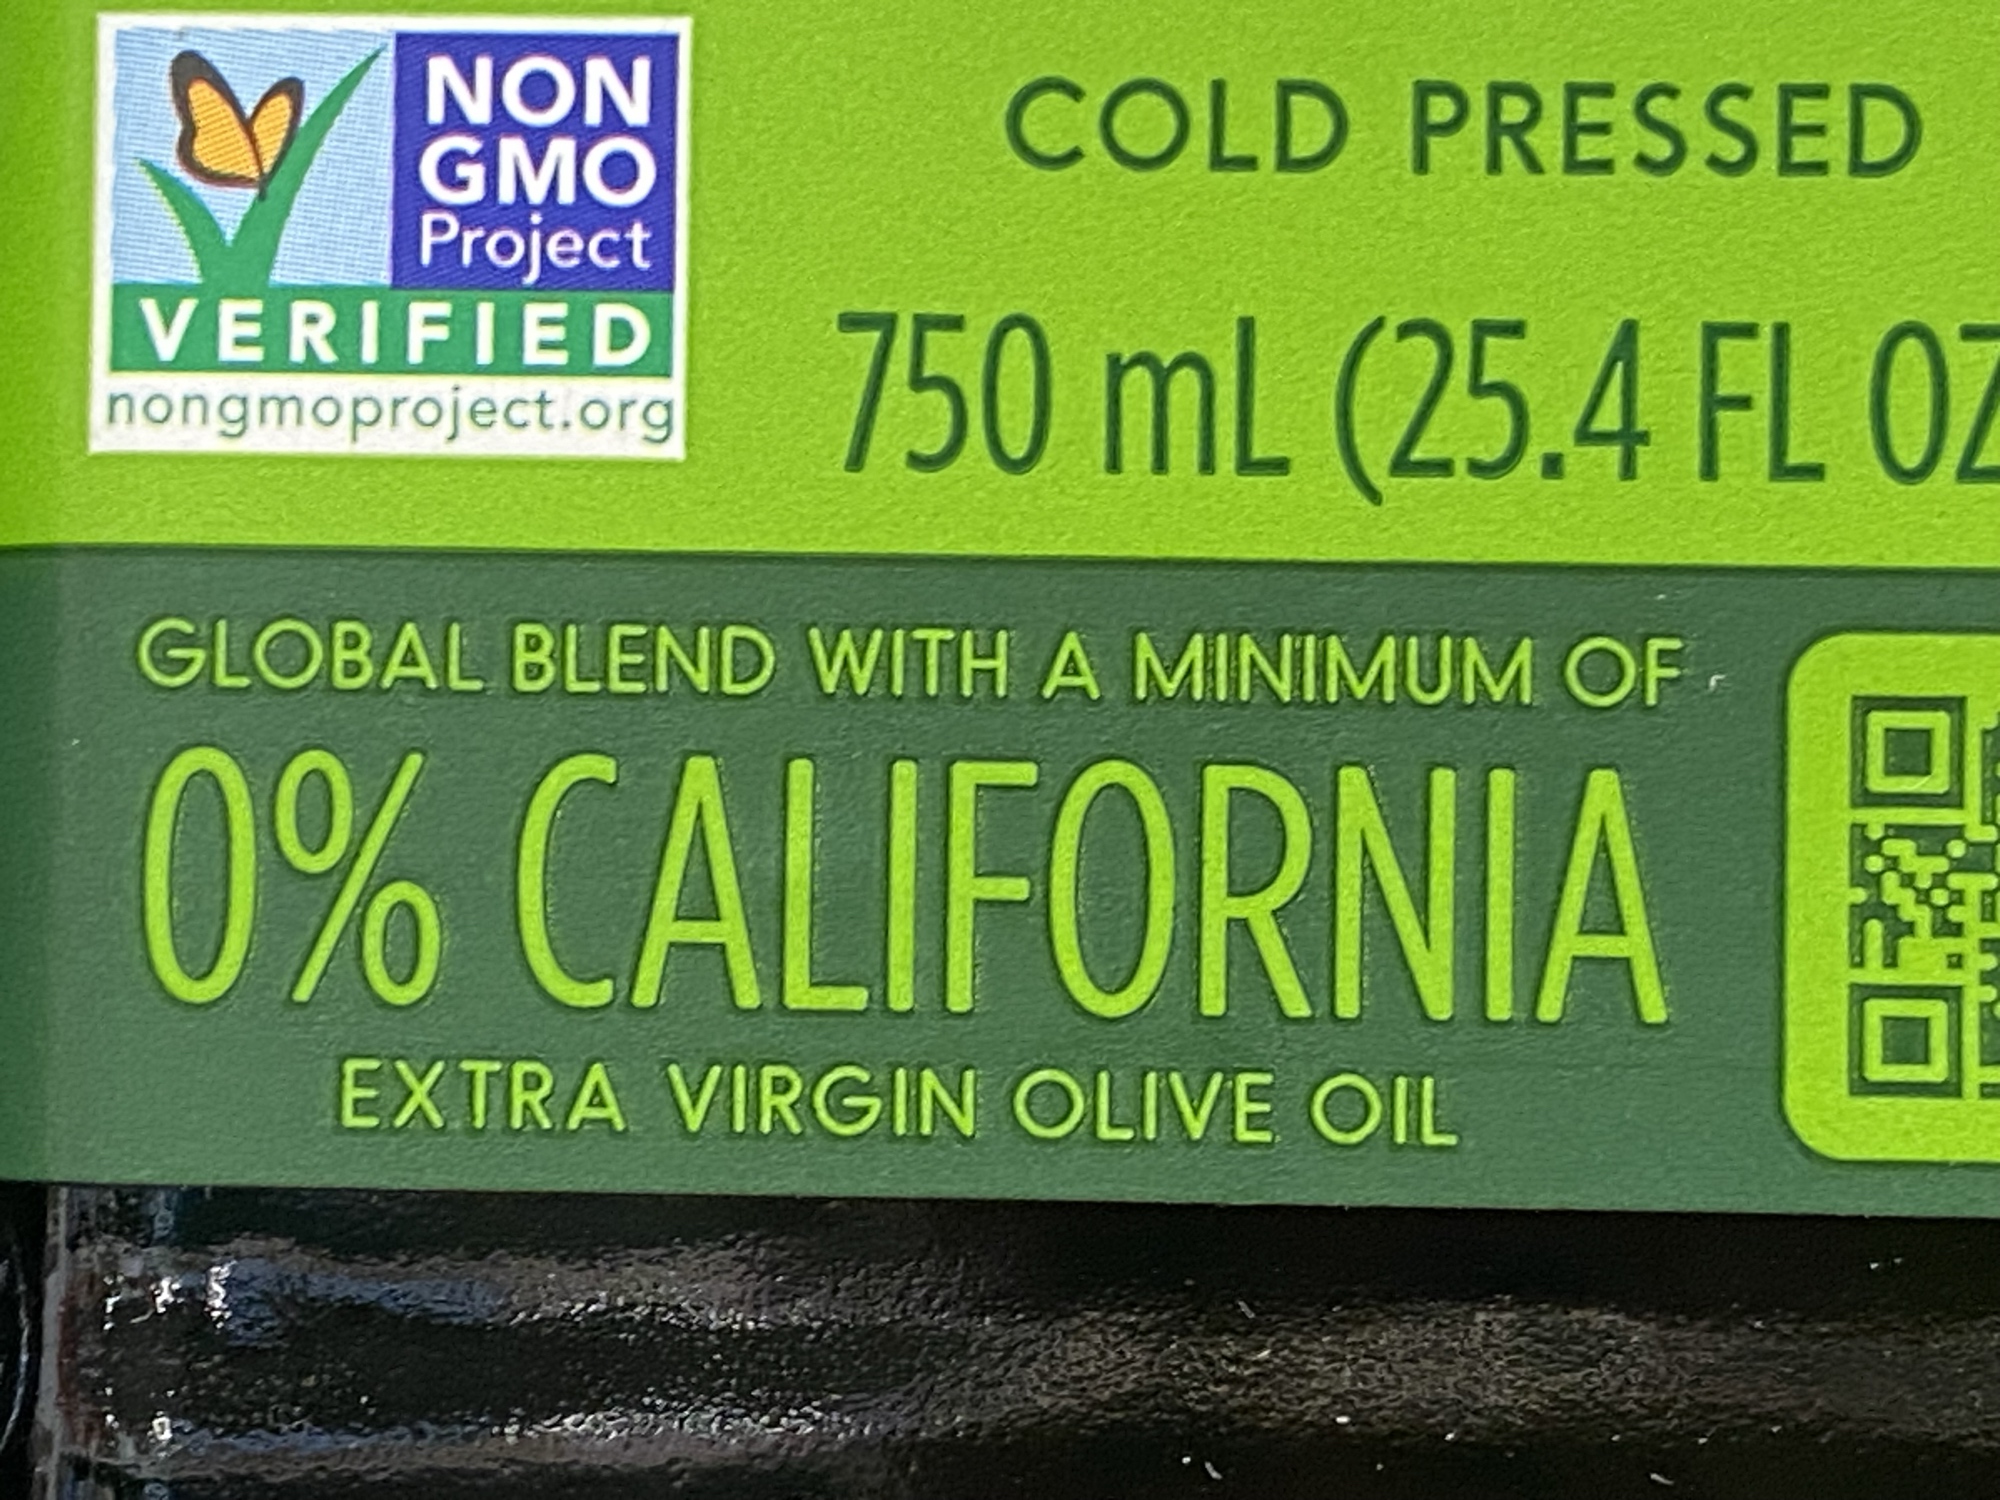 NON
GMO
Project
VERIFIED
nongmoproject.org
COLD PRESSED
750 mL (25.4 FL OZ
GLOBAL BLEND WITH A MINIMUM OF
0% CALIFORNIA
EXTRA VIRGIN OLIVE OIL